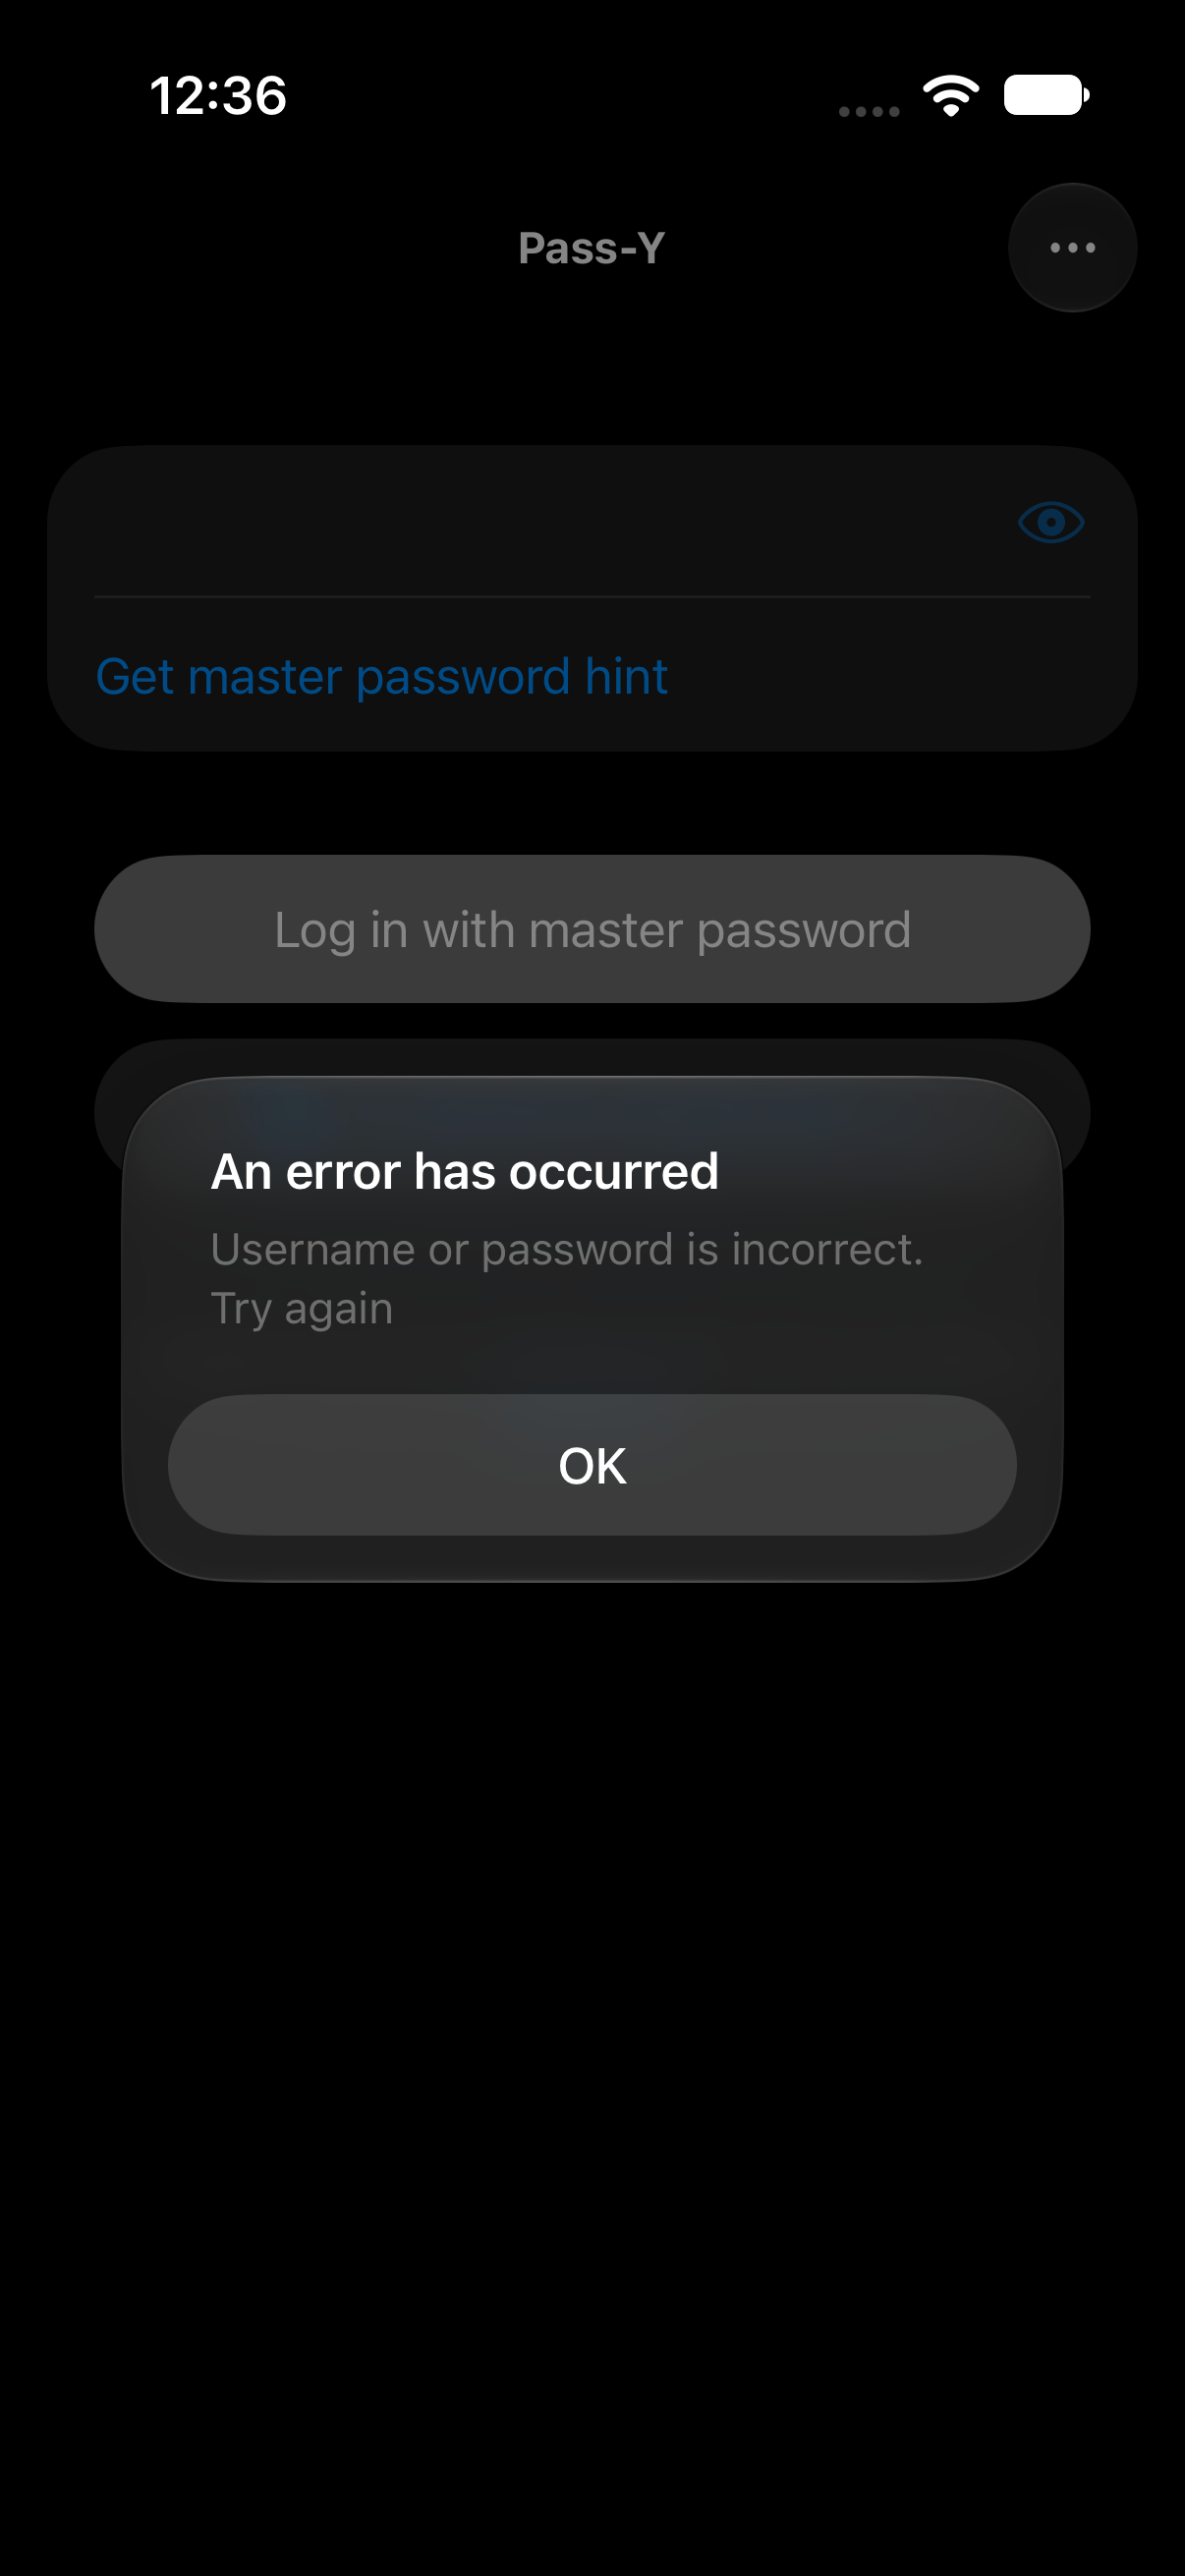 12:36
Pass-Y
Get master password hint
Log in with master password
An error has occurred
Username or password is incorrect.
Try again
OK